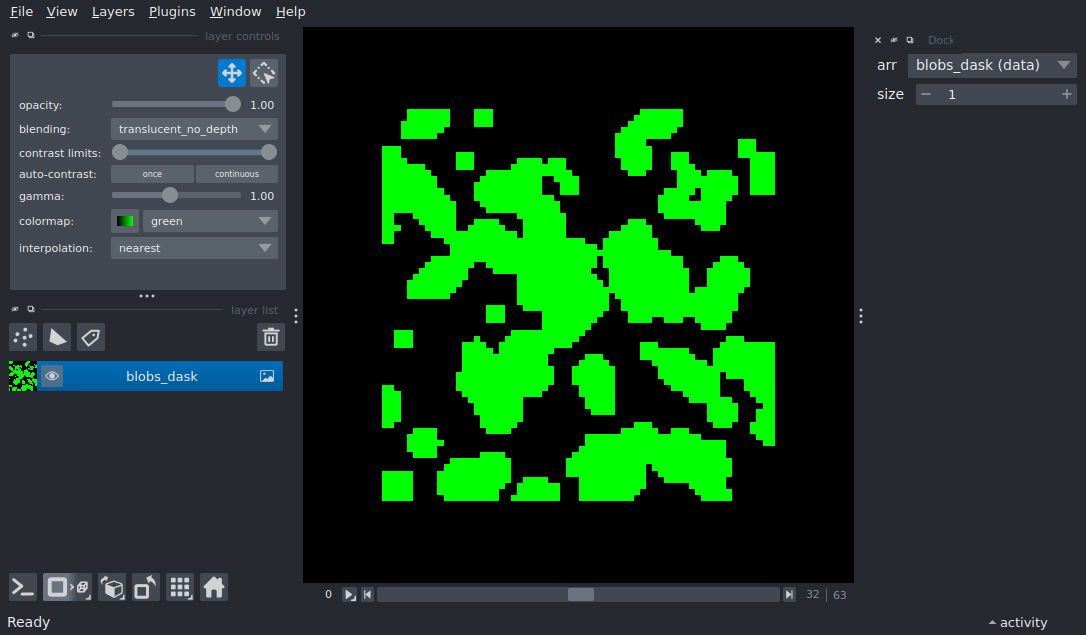 File View Layers Plugins Window Help
layer controls
opacity: 1.00
blending: translucent_no_depth
contrast limits:
auto-contrast: once continuous
gamma: 1.00
colormap: green
interpolation: nearest
layer list
blobs_dask
Dock
arr blobs_dask (data)
size − 1 +
0 32 | 63
Ready
activity